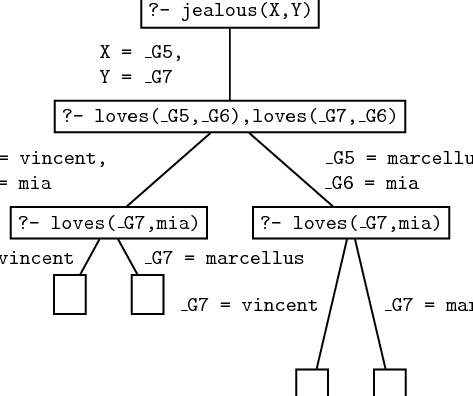 ?- jealous(X,Y)
X = _G5,
Y = _G7
?- loves(_G5,_G6),loves(_G7,_G6)
= vincent,
= mia
_G5 = marcellu
_G6 = mia
?- loves(_G7,mia)
?- loves(_G7,mia)
vincent
_G7 = marcellus
_G7 = vincent
_G7 = mar